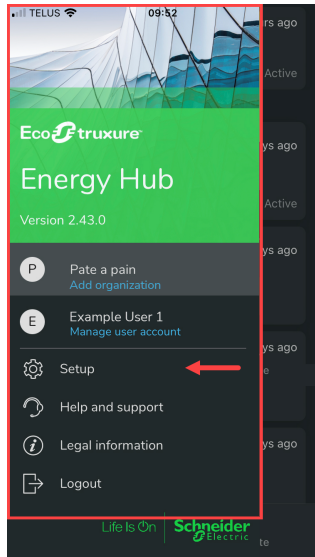 TELUS 09:52
rs ago
Active
EcoStruxure™
ys ago
Energy Hub
Active
Version 2.43.0
ys ago
P Pate a pain
Add organization
E Example User 1
Manage user account
ys ago
Setup
e
Help and support
Legal information
ys ago
Logout
Life Is On Schneider
Electric
te